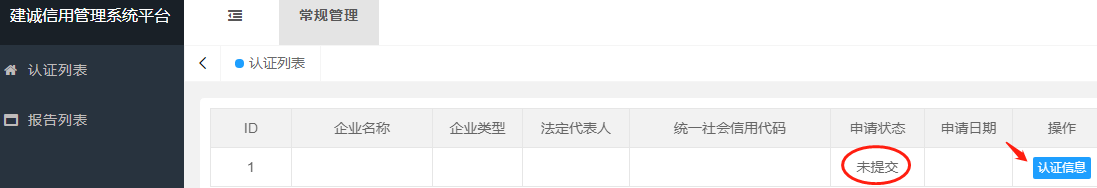 建诚信用管理系统平台
常规管理
认证列表
认证列表
报告列表
ID 企业名称 企业类型 法定代表人 统一社会信用代码 申请状态 申请日期 操作
1 未提交 认证信息